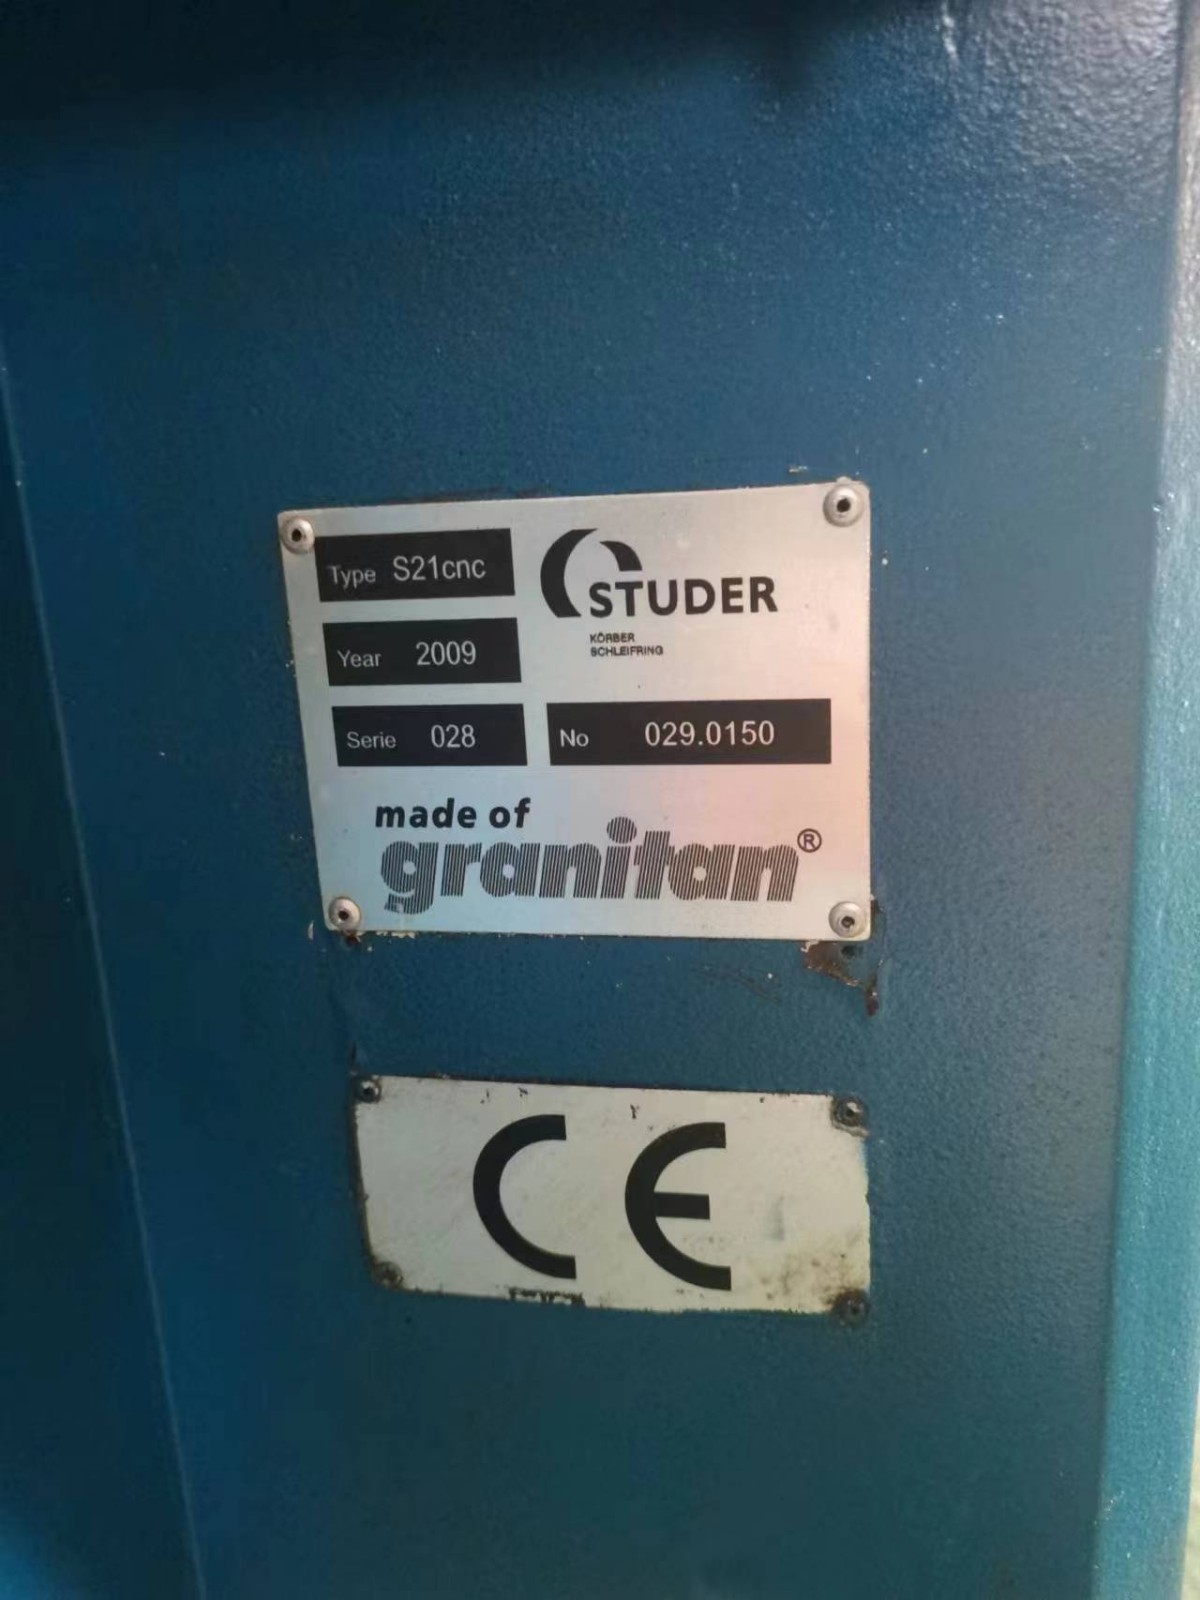 Type S21cnc
STUDER
KÖRBER
SCHLEIFRING
Year 2009
Serie 028
No 029.0150
made of
granitan®
CE